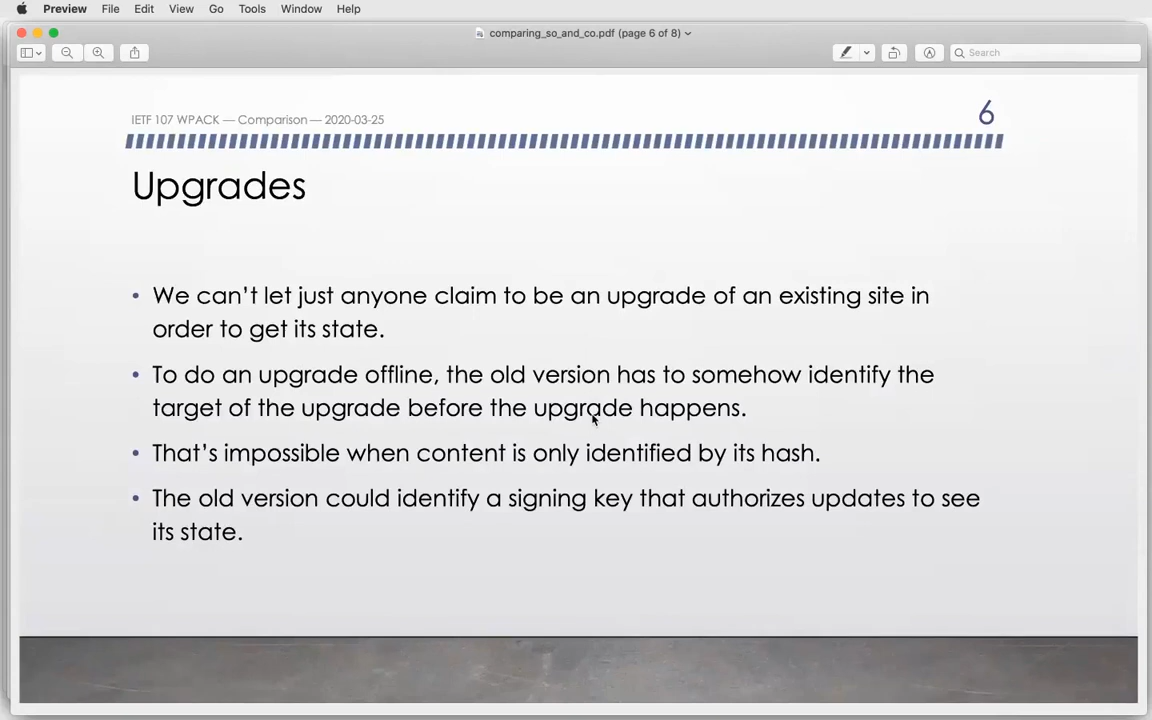 Preview File Edit View Go Tools Window Help
comparing_so_and_co.pdf (page 6 of 8)
Search
IETF 107 WPACK — Comparison — 2020-03-25
6
Upgrades
• We can’t let just anyone claim to be an upgrade of an existing site in
order to get its state.
• To do an upgrade offline, the old version has to somehow identify the
target of the upgrade before the upgrade happens.
• That’s impossible when content is only identified by its hash.
• The old version could identify a signing key that authorizes updates to see
its state.